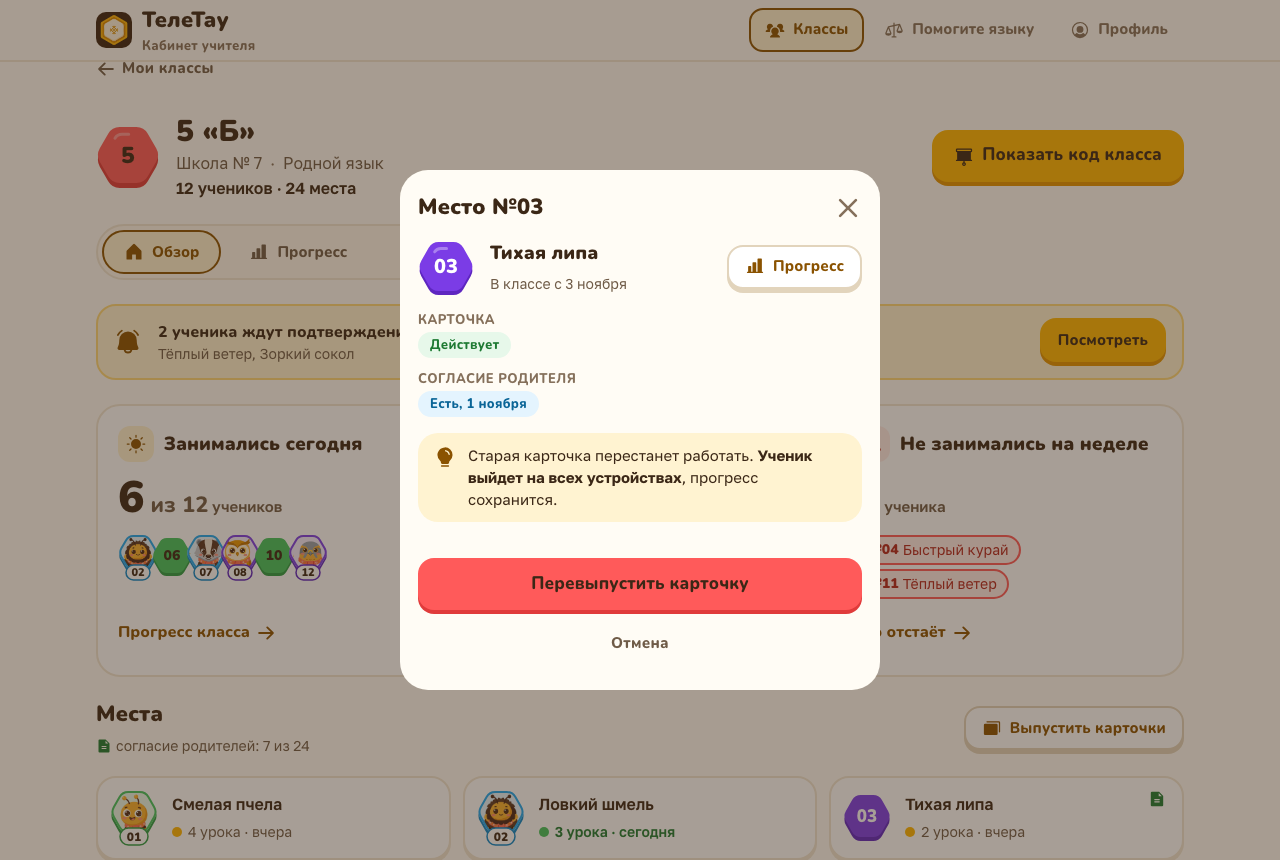 ТелеТау
Кабинет учителя
Классы
Помогите языку
Профиль
Мои классы
5
5 «Б»
Школа № 7 · Родной язык
12 учеников · 24 места
Показать код класса
Обзор
Прогресс
2 ученика ждут подтверждени
Тёплый ветер, Зоркий сокол
Посмотреть
Место №03
03
Тихая липа
В классе с 3 ноября
Прогресс
КАРТОЧКА
Действует
СОГЛАСИЕ РОДИТЕЛЯ
Есть, 1 ноября
Старая карточка перестанет работать. Ученик
выйдет на всех устройствах, прогресс
сохранится.
Перевыпустить карточку
Отмена
Занимались сегодня
6 из 12 учеников
02
06
07
08
10
12
Прогресс класса
Не занимались на неделе
ученика
04 Быстрый курай
11 Тёплый ветер
отстаёт
Места
согласие родителей: 7 из 24
Выпустить карточки
01
Смелая пчела
4 урока · вчера
02
Ловкий шмель
3 урока · сегодня
03
Тихая липа
2 урока · вчера